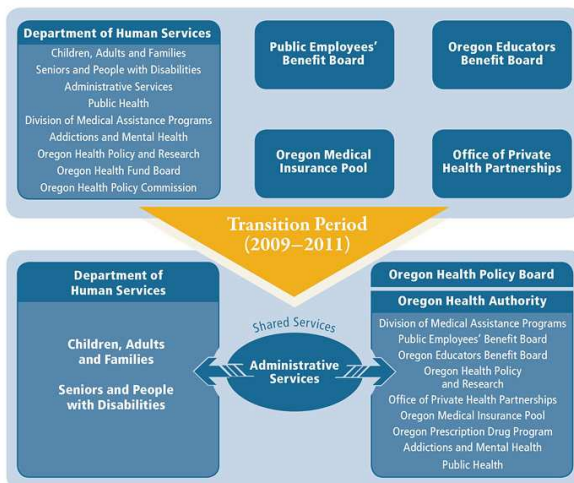 Department of Human Services
Children, Adults and Families
Seniors and People with Disabilities
Administrative Services
Public Health
Division of Medical Assistance Programs
Addictions and Mental Health
Oregon Health Policy and Research
Oregon Health Fund Board
Oregon Health Policy Commission
Public Employees’
Benefit Board
Oregon Educators
Benefit Board
Oregon Medical
Insurance Pool
Office of Private
Health Partnerships
Transition Period
(2009–2011)
Department of
Human Services
Children, Adults
and Families
Seniors and People
with Disabilities
Shared Services
Administrative
Services
Oregon Health Policy Board
Oregon Health Authority
Division of Medical Assistance Programs
Public Employees’ Benefit Board
Oregon Educators Benefit Board
Oregon Health Policy
and Research
Office of Private Health Partnerships
Oregon Medical Insurance Pool
Oregon Prescription Drug Program
Addictions and Mental Health
Public Health